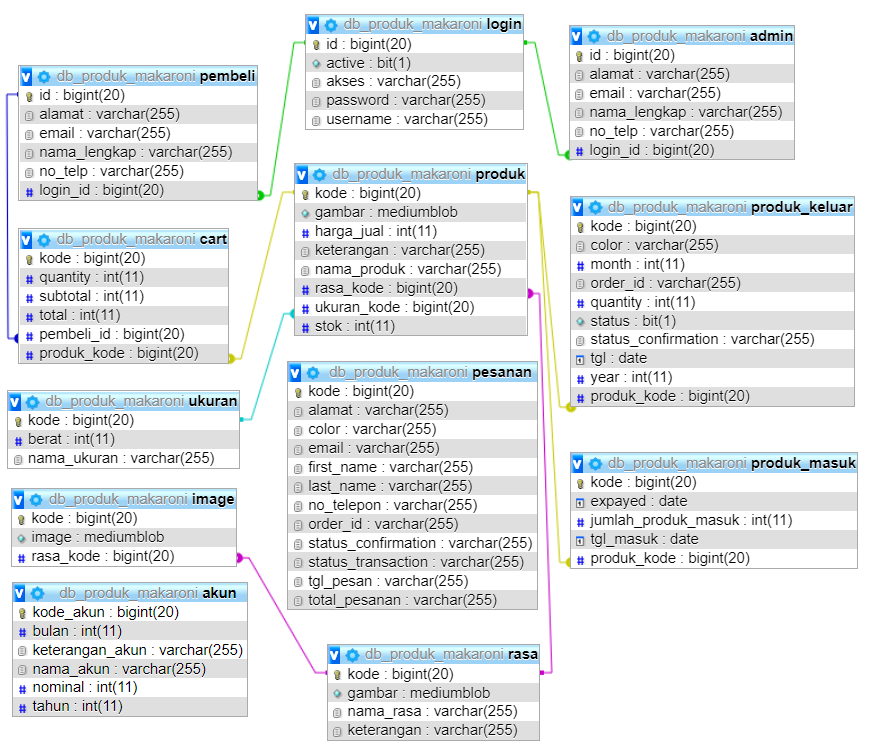 db_produk_makaroni login
id : bigint(20)
active : bit(1)
akses : varchar(255)
password : varchar(255)
username : varchar(255)
db_produk_makaroni admin
id : bigint(20)
alamat : varchar(255)
email : varchar(255)
nama_lengkap : varchar(255)
no_telp : varchar(255)
login_id : bigint(20)
db_produk_makaroni pembeli
id : bigint(20)
alamat : varchar(255)
email : varchar(255)
nama_lengkap : varchar(255)
no_telp : varchar(255)
login_id : bigint(20)
db_produk_makaroni produk
kode : bigint(20)
gambar : mediumblob
harga_jual : int(11)
keterangan : varchar(255)
nama_produk : varchar(255)
rasa_kode : bigint(20)
ukuran_kode : bigint(20)
stok : int(11)
db_produk_makaroni produk_keluar
kode : bigint(20)
color : varchar(255)
month : int(11)
order_id : varchar(255)
quantity : int(11)
status : bit(1)
status_confirmation : varchar(255)
tgl : date
year : int(11)
produk_kode : bigint(20)
db_produk_makaroni cart
kode : bigint(20)
quantity : int(11)
subtotal : int(11)
total : int(11)
pembeli_id : bigint(20)
produk_kode : bigint(20)
db_produk_makaroni pesanan
kode : bigint(20)
alamat : varchar(255)
color : varchar(255)
email : varchar(255)
first_name : varchar(255)
last_name : varchar(255)
no_telepon : varchar(255)
order_id : varchar(255)
status_confirmation : varchar(255)
status_transaction : varchar(255)
tgl_pesan : varchar(255)
total_pesanan : varchar(255)
db_produk_makaroni ukuran
kode : bigint(20)
berat : int(11)
nama_ukuran : varchar(255)
db_produk_makaroni produk_masuk
kode : bigint(20)
expayed : date
jumlah_produk_masuk : int(11)
tgl_masuk : date
produk_kode : bigint(20)
db_produk_makaroni image
kode : bigint(20)
image : mediumblob
rasa_kode : bigint(20)
db_produk_makaroni akun
kode_akun : bigint(20)
bulan : int(11)
keterangan_akun : varchar(255)
nama_akun : varchar(255)
nominal : int(11)
tahun : int(11)
db_produk_makaroni rasa
kode : bigint(20)
gambar : mediumblob
nama_rasa : varchar(255)
keterangan : varchar(255)